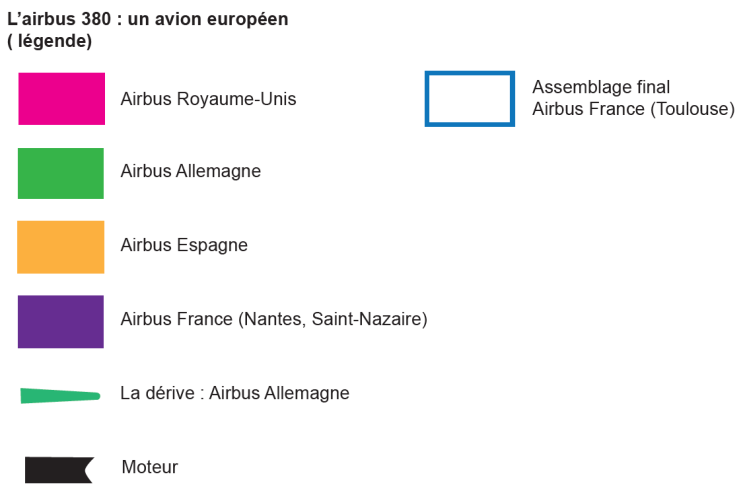 L’airbus 380 : un avion européen
( légende)
Airbus Royaume-Unis
Assemblage final
Airbus France (Toulouse)
Airbus Allemagne
Airbus Espagne
Airbus France (Nantes, Saint-Nazaire)
La dérive : Airbus Allemagne
Moteur